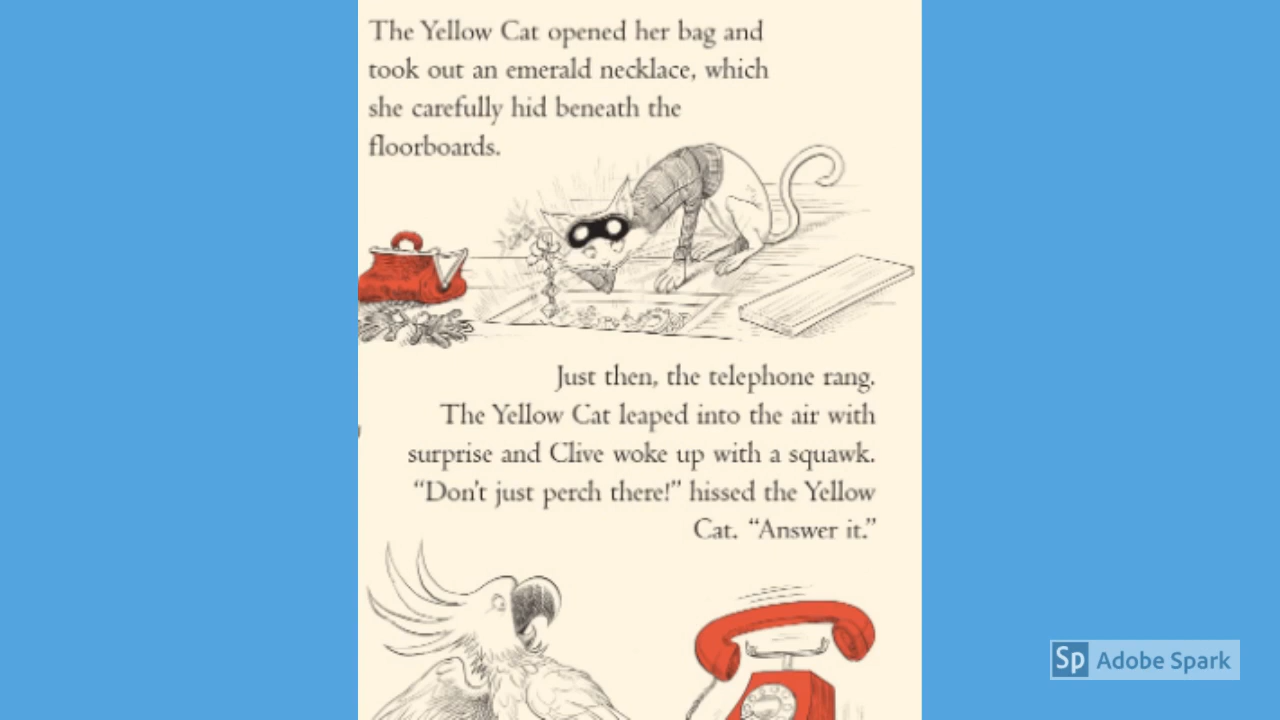 The Yellow Cat opened her bag and
took out an emerald necklace, which
she carefully hid beneath the
floorboards.
Just then, the telephone rang.
The Yellow Cat leaped into the air with
surprise and Clive woke up with a squawk.
“Don’t just perch there!” hissed the Yellow
Cat. “Answer it.”
Sp Adobe Spark